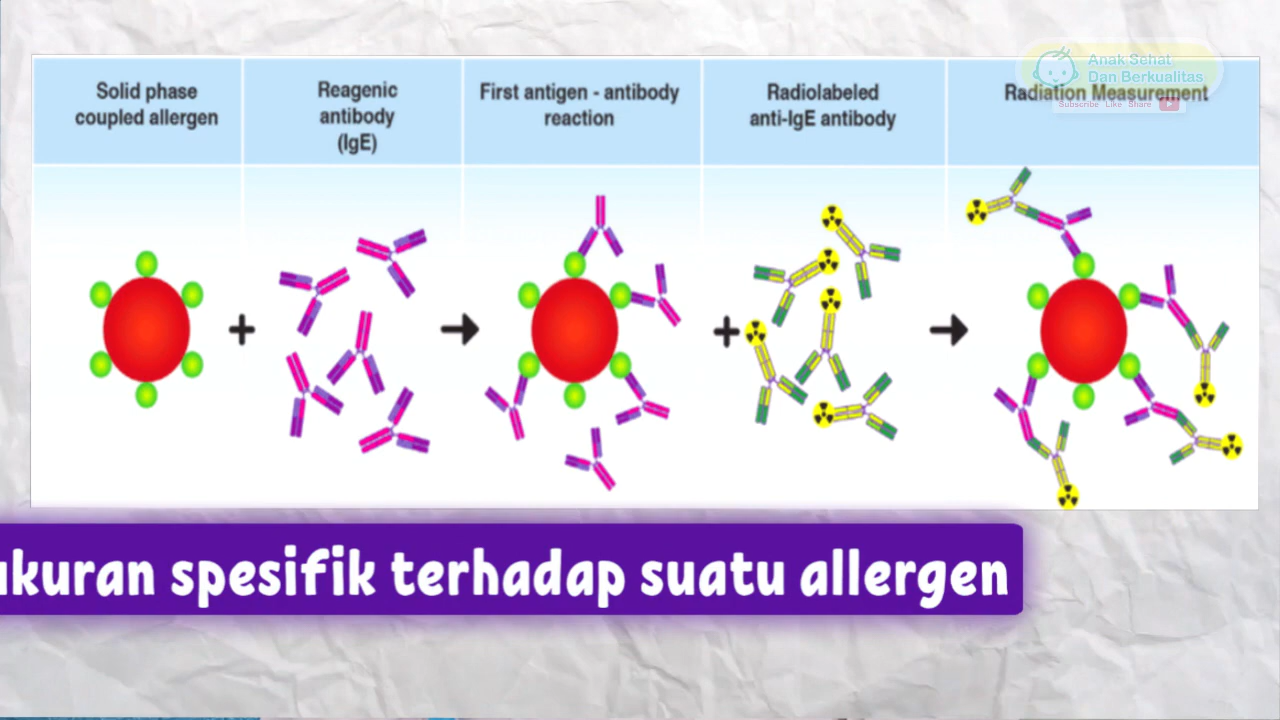 Solid phase
coupled allergen
Reagenic
antibody
(IgE)
First antigen - antibody
reaction
Radiolabeled
anti-IgE antibody
Anak Sehat
Dan Berkualitas
Radiation Measurement
Subscribe Like Share
spesifik terhadap suatu allergen